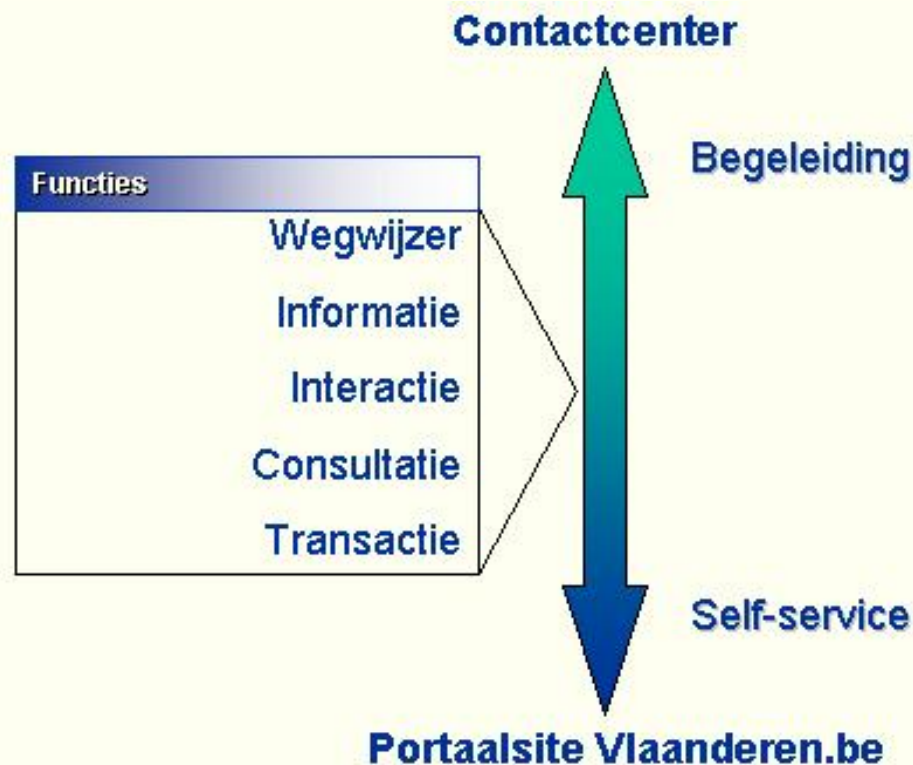 Contactcenter
Begeleiding
Functies
Wegwijzer
Informatie
Interactie
Consultatie
Transactie
Self-service
Portaalsite Vlaanderen.be